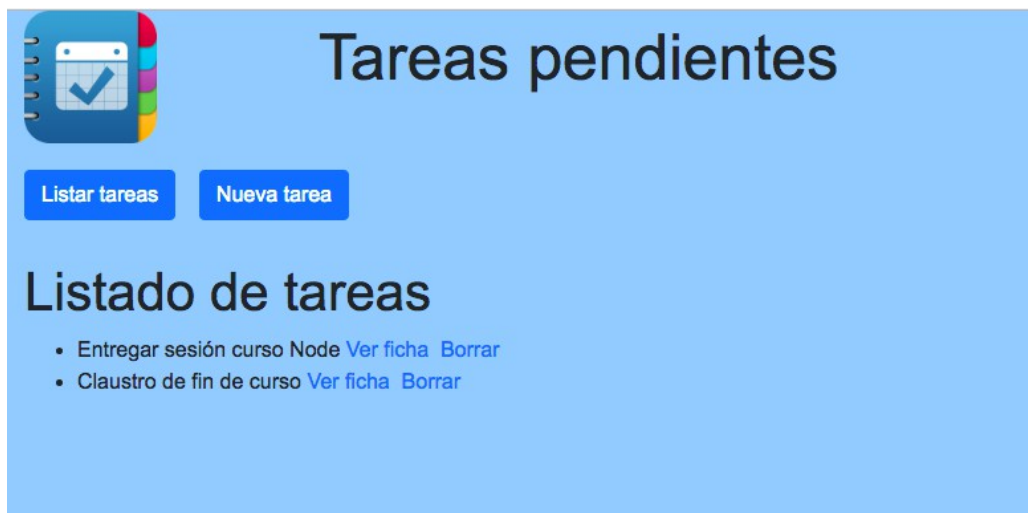 Tareas pendientes
Listar tareas
Nueva tarea
Listado de tareas
Entregar sesión curso Node Ver ficha Borrar
Claustro de fin de curso Ver ficha Borrar